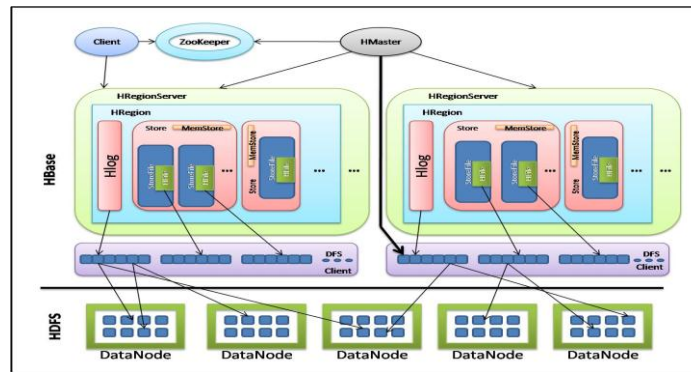 Client
ZooKeeper
HMaster
HRegionServer
HRegionServer
HRegion
HRegion
HBase
Hlog
Store
MemStore
StoreFile
Hfile
StoreFile
Hfile
...
MemStore
Store
StoreFile
Hfile
... ...
Hlog
Store
MemStore
StoreFile
Hfile
StoreFile
Hfile
...
MemStore
Store
StoreFile
Hfile
... ...
DFS
Client
DFS
Client
HDFS
DataNode
DataNode
DataNode
DataNode
DataNode